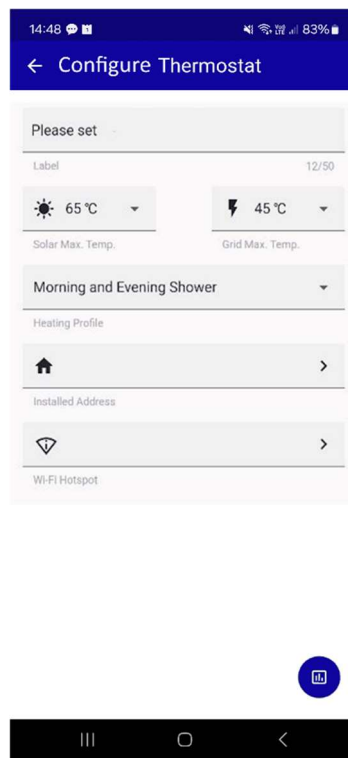 14:48 83%
Configure Thermostat
Please set
Label 12/50
65 °C 45 °C
Solar Max. Temp. Grid Max. Temp.
Morning and Evening Shower
Heating Profile
Installed Address
Wi-Fi Hotspot